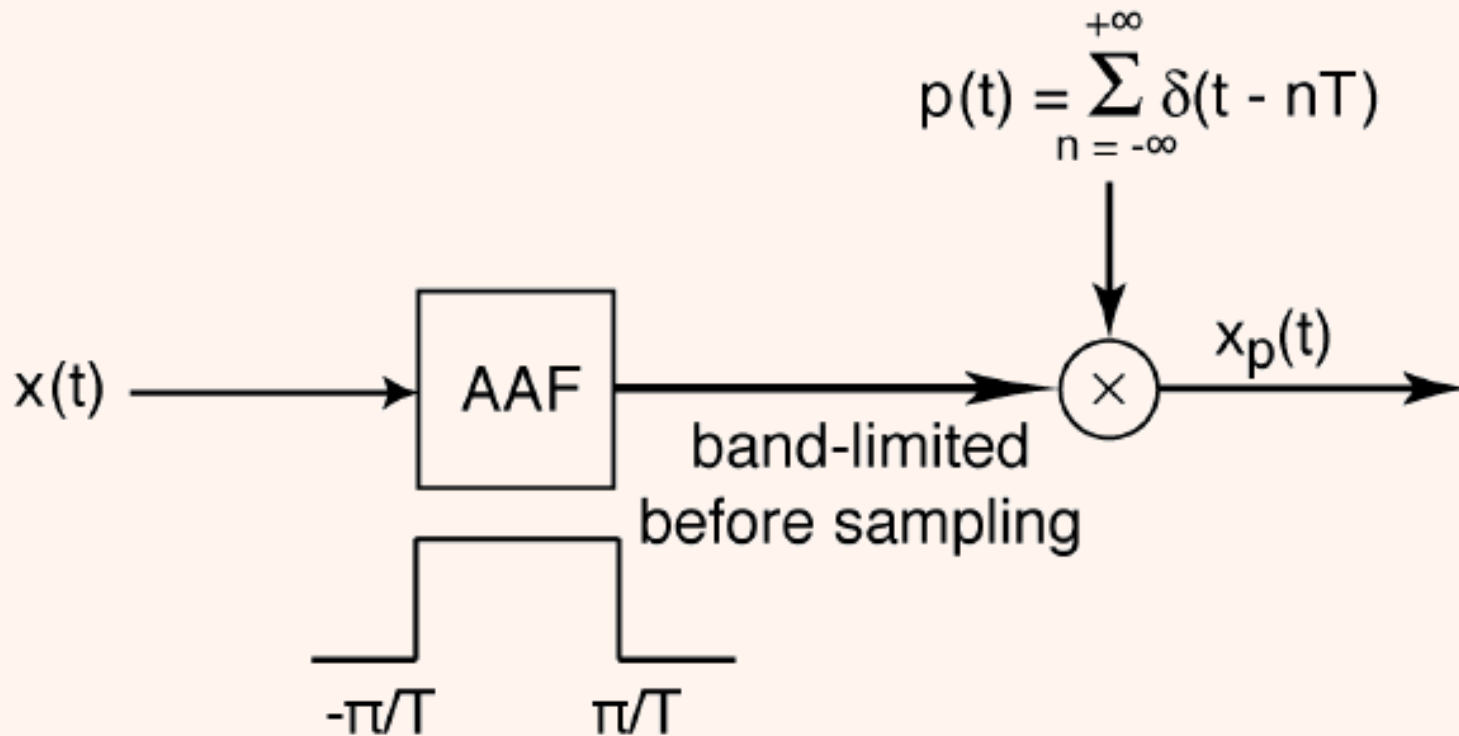 +∞
p(t) = Σ δ(t - nT)
n = -∞
x(t)
AAF
×
xp(t)
band-limited
before sampling
-π/T
π/T